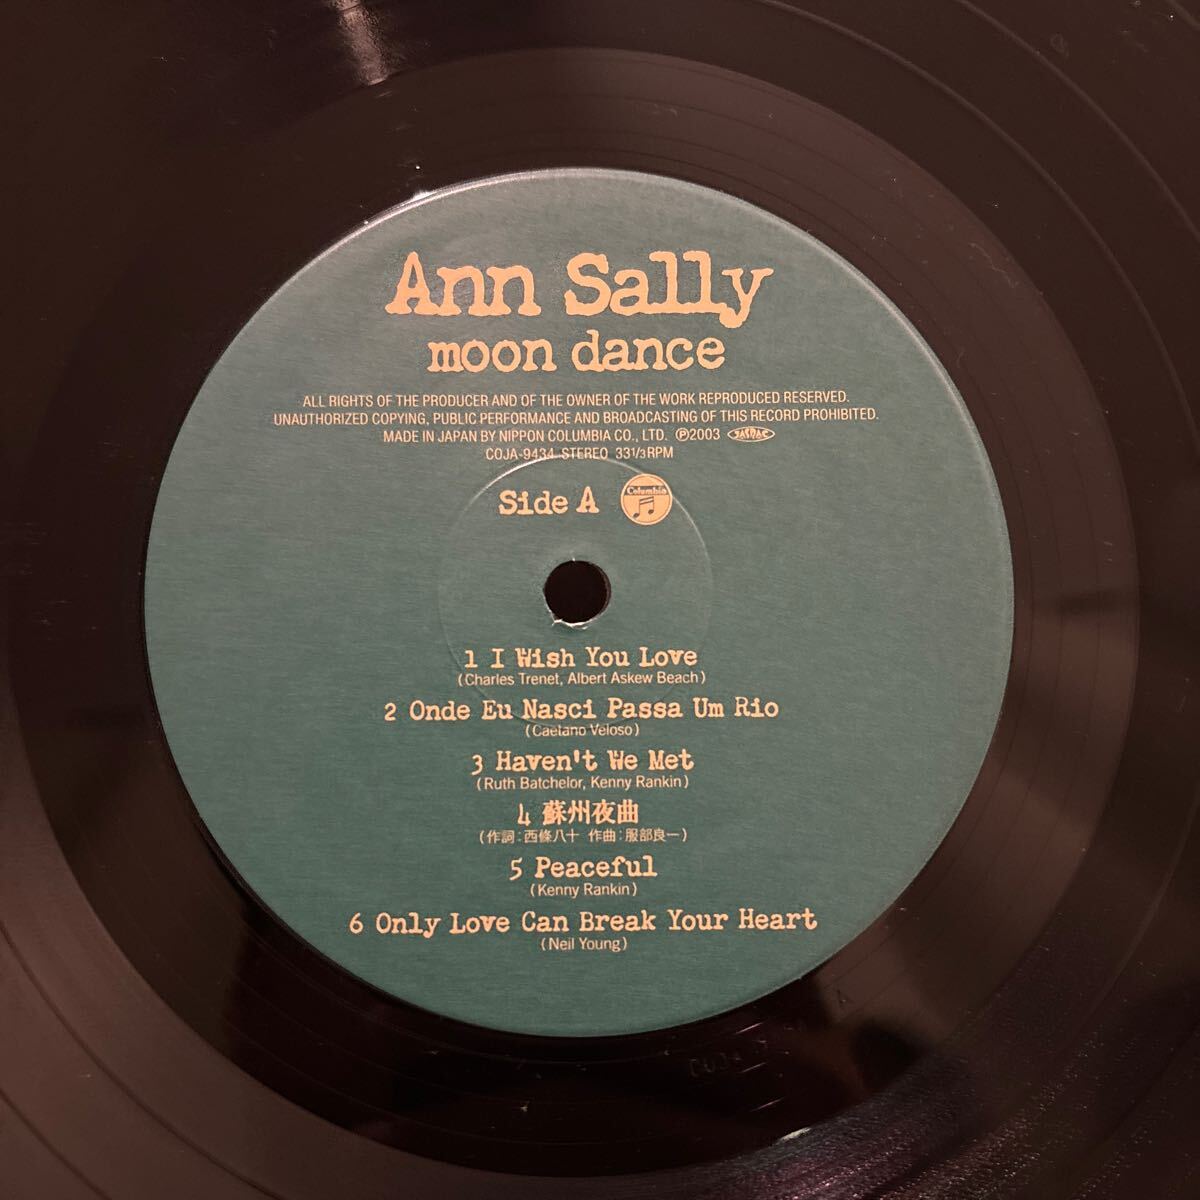 Ann Sally
moon dance
ALL RIGHTS OF THE PRODUCER AND OF THE OWNER OF THE WORK REPRODUCED RESERVED.
UNAUTHORIZED COPYING, PUBLIC PERFORMANCE AND BROADCASTING OF THIS RECORD PROHIBITED.
MADE IN JAPAN BY NIPPON COLUMBIA CO., LTD. ℗2003 JASRAC
COJA-9434 STEREO 33 1/3 RPM
Side A Columbia
1 I Wish You Love
(Charles Trenet, Albert Askew Beach)
2 Onde Eu Nasci Passa Um Rio
(Caetano Veloso)
3 Haven't We Met
(Ruth Batchelor, Kenny Rankin)
4 蘇州夜曲
(作詞:西條八十 作曲:服部良一)
5 Peaceful
(Kenny Rankin)
6 Only Love Can Break Your Heart
(Neil Young)
A